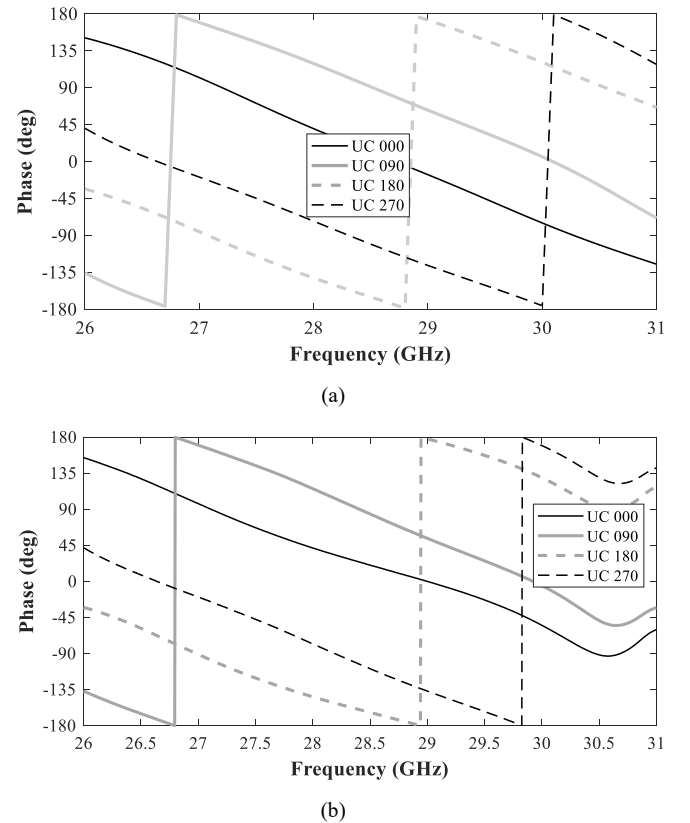 180
135
90
45
0
-45
-90
-135
-180
Phase (deg)
UC 000
UC 090
UC 180
UC 270
26 27 28 29 30 31
Frequency (GHz)
(a)
180
135
90
45
0
-45
-90
-135
-180
Phase (deg)
UC 000
UC 090
UC 180
UC 270
26 26.5 27 27.5 28 28.5 29 29.5 30 30.5 31
Frequency (GHz)
(b)